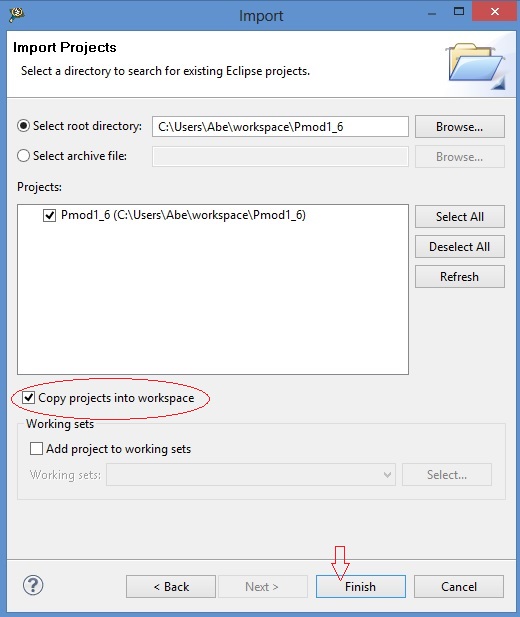 Import
Import Projects
Select a directory to search for existing Eclipse projects.
Select root directory: C:\Users\Abe\workspace\Pmod1_6 Browse...
Select archive file: Browse...
Projects:
Pmod1_6 (C:\Users\Abe\workspace\Pmod1_6) Select All
Deselect All
Refresh
Copy projects into workspace
Working sets
Add project to working sets
Working sets: Select...
? < Back Next > Finish Cancel